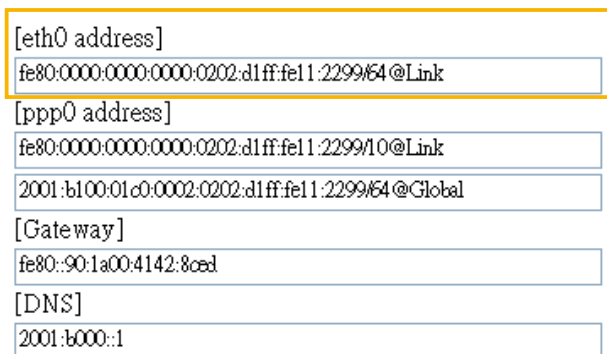 [eth0 address]
fe80:0000:0000:0000:0202:d1ff:fe11:2299/64@Link
[ppp0 address]
fe80:0000:0000:0000:0202:d1ff:fe11:2299/10@Link
2001:b100:01c0:0002:0202:d1ff:fe11:2299/64@Global
[Gateway]
fe80::90:1a00:4142:8ced
[DNS]
2001:b000::1